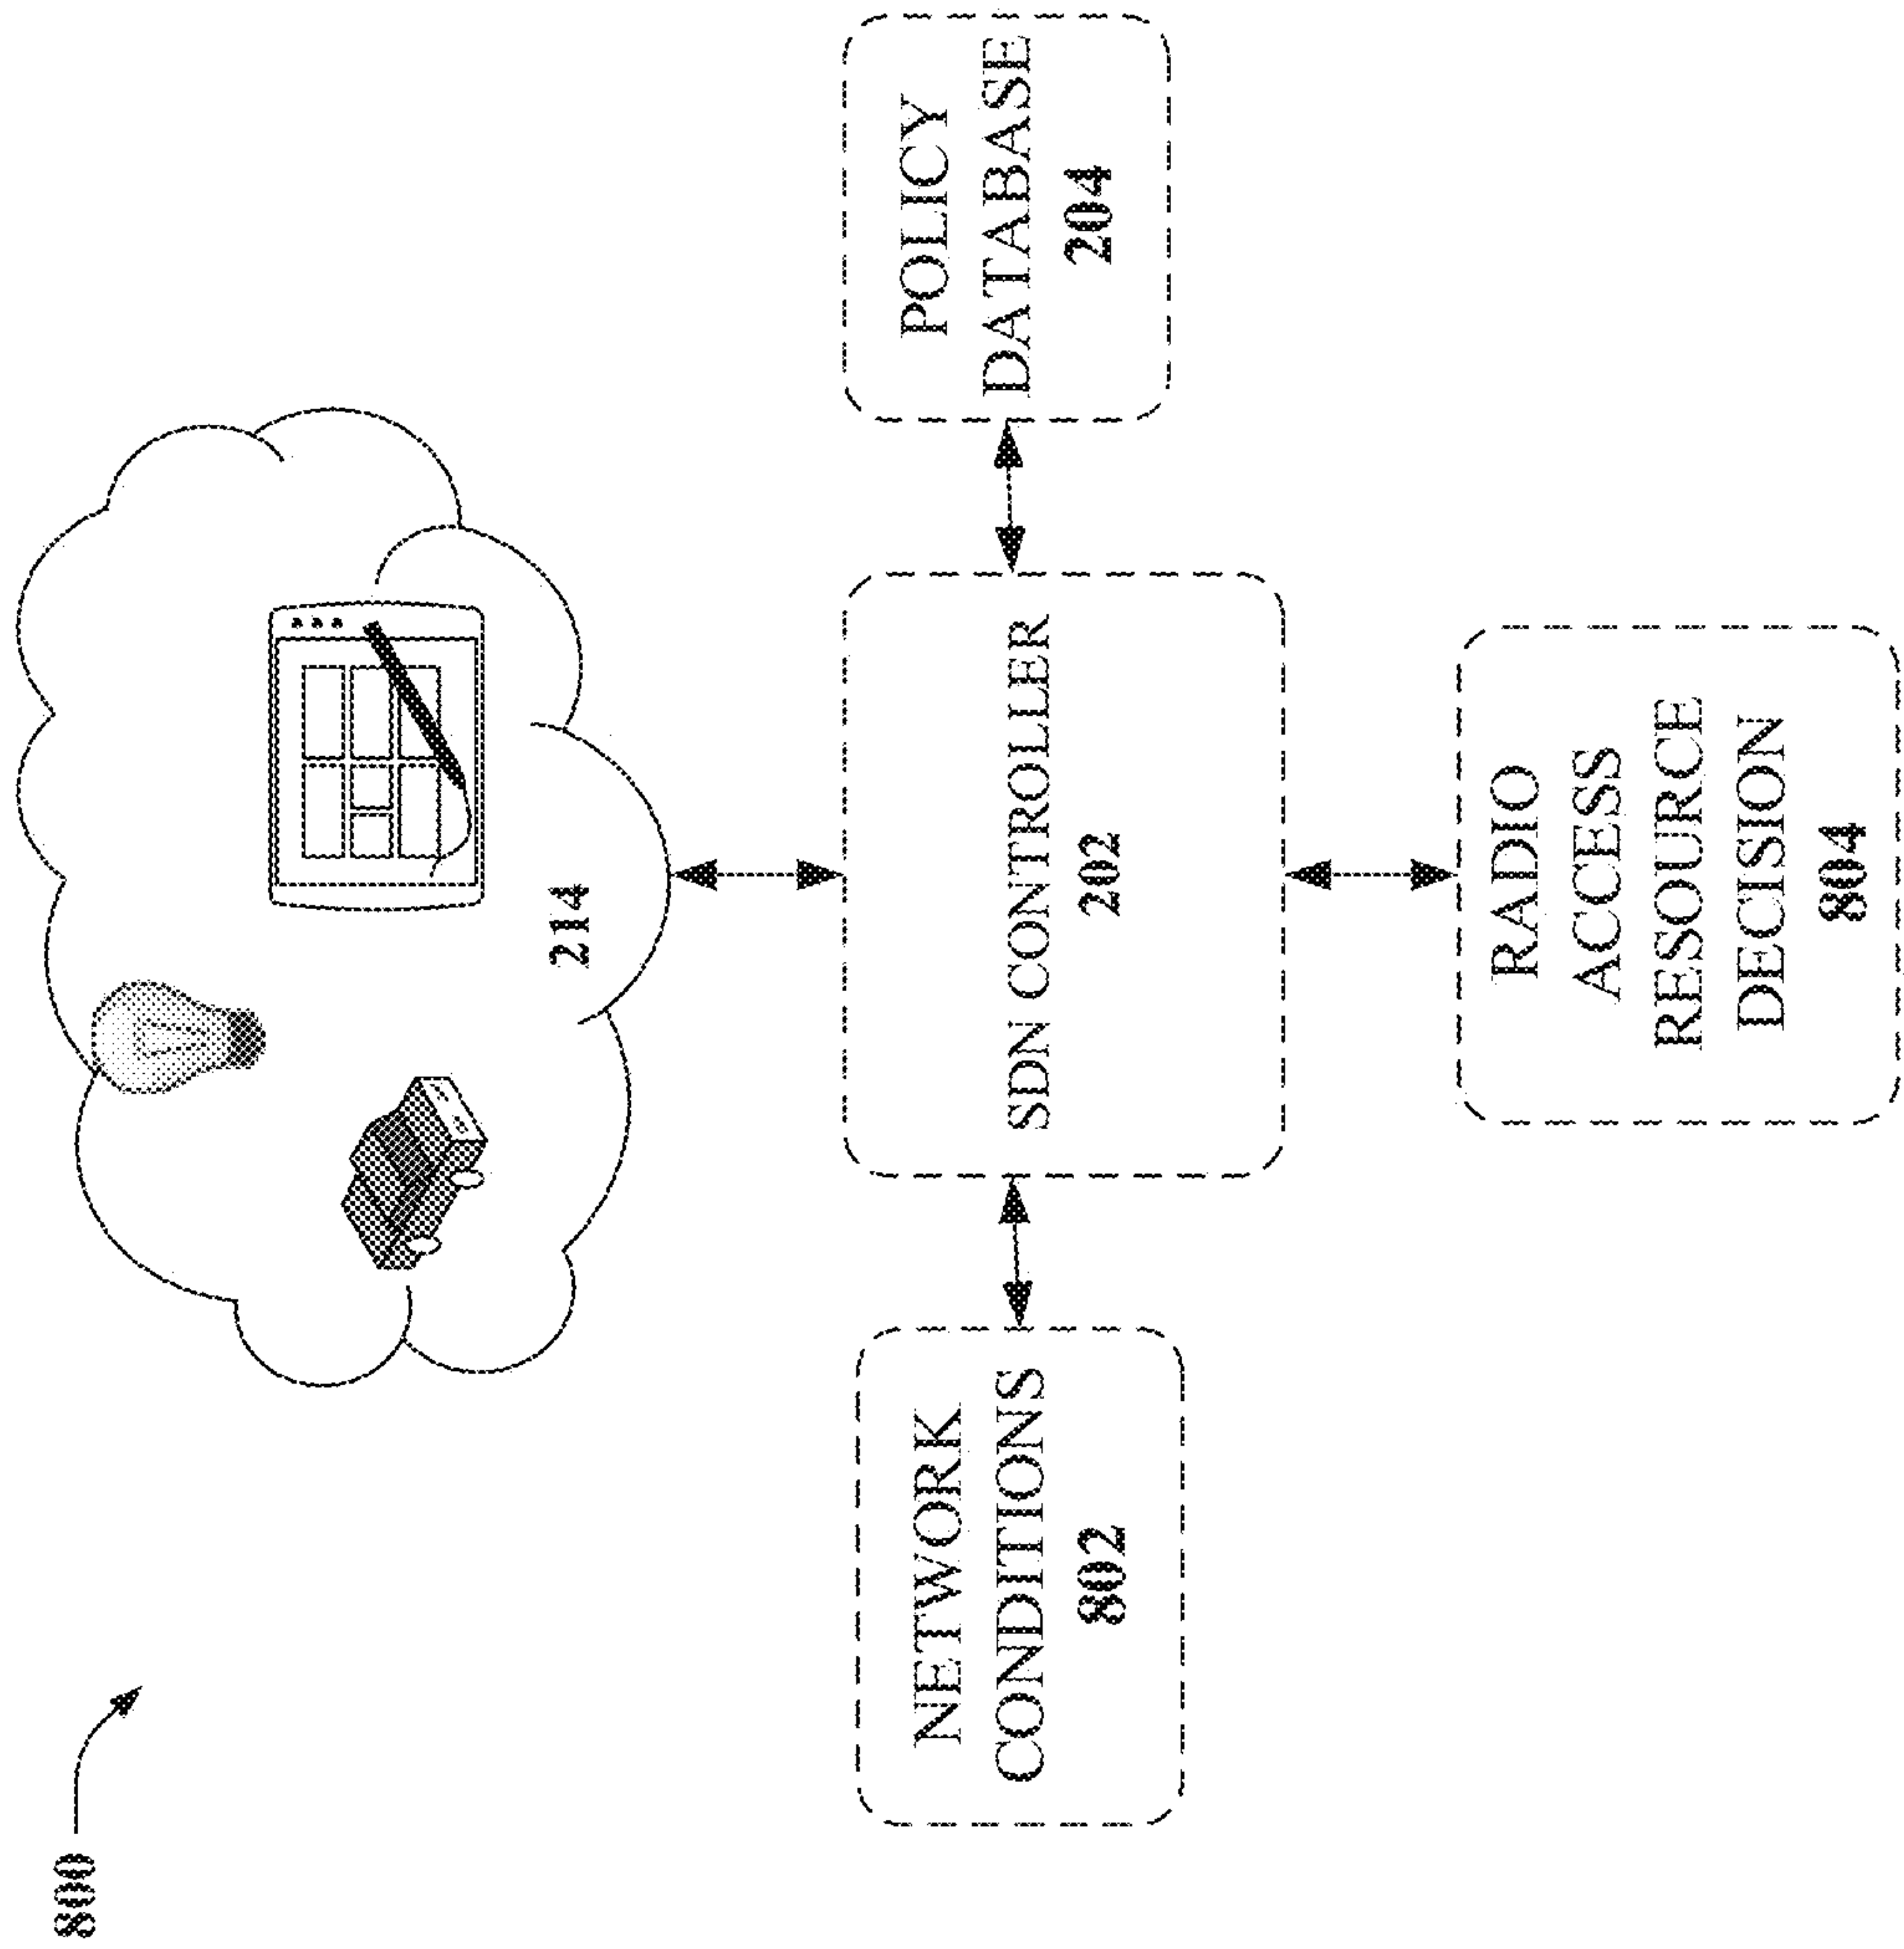 800
214
NETWORK
CONDITIONS
802
SDN CONTROLLER
202
POLICY
DATABASE
204
RADIO
ACCESS
RESOURCE
DECISION
804